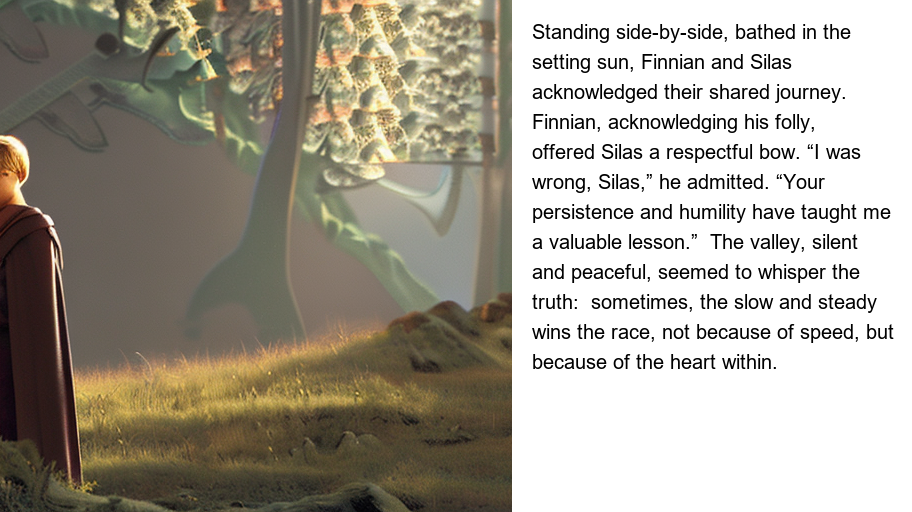 Standing side-by-side, bathed in the
setting sun, Finnian and Silas
acknowledged their shared journey.
Finnian, acknowledging his folly,
offered Silas a respectful bow. “I was
wrong, Silas,” he admitted. “Your
persistence and humility have taught me
a valuable lesson.”  The valley, silent
and peaceful, seemed to whisper the
truth:  sometimes, the slow and steady
wins the race, not because of speed, but
because of the heart within.